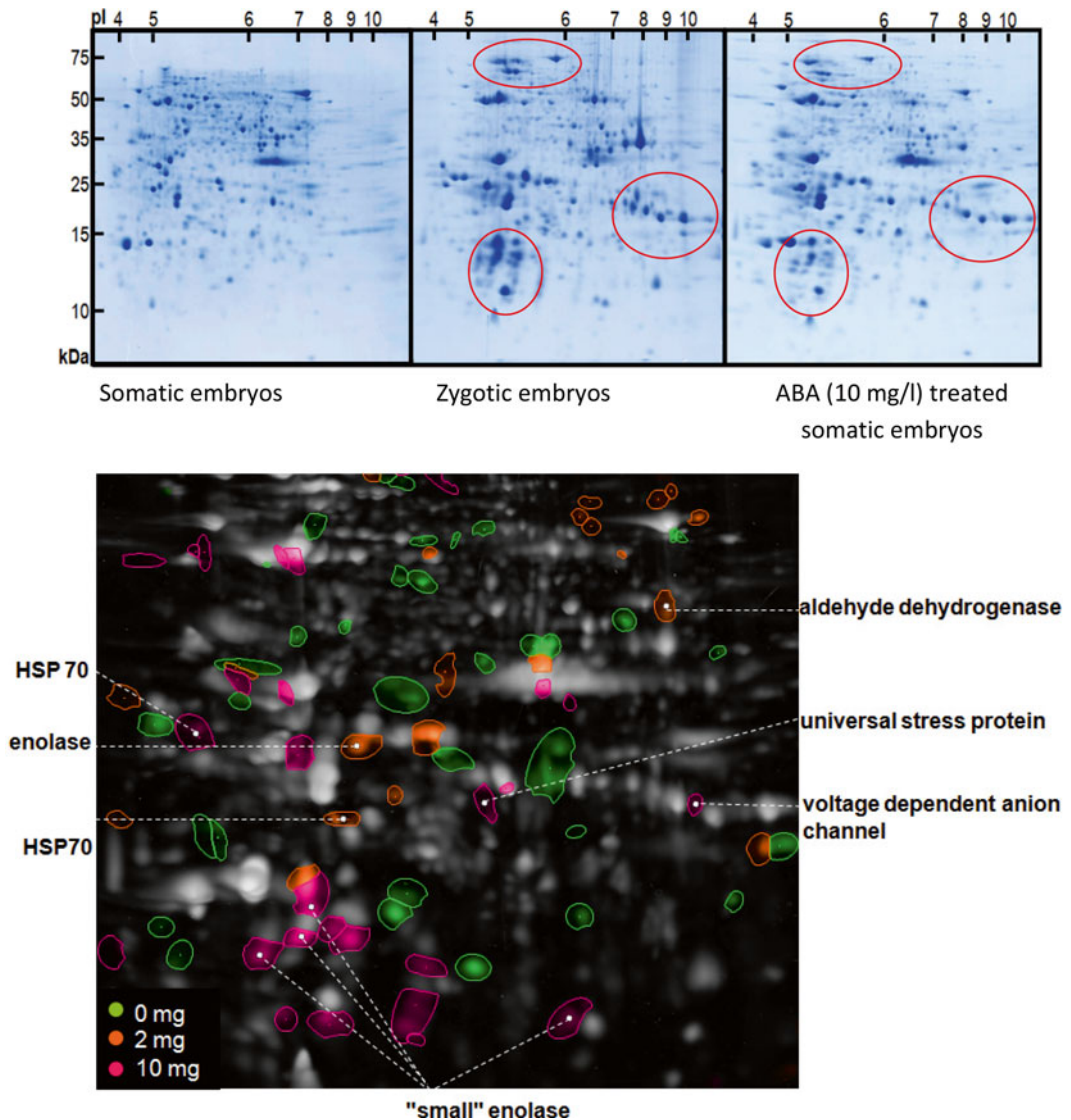 pI 4 5 6 7 8 9 10 4 5 6 7 8 9 10 4 5 6 7 8 9 10
75
50
35
25
15
10
kDa
Somatic embryos Zygotic embryos ABA (10 mg/l) treated
somatic embryos
aldehyde dehydrogenase
HSP 70
universal stress protein
enolase
voltage dependent anion
channel
HSP70
0 mg
2 mg
10 mg
"small" enolase